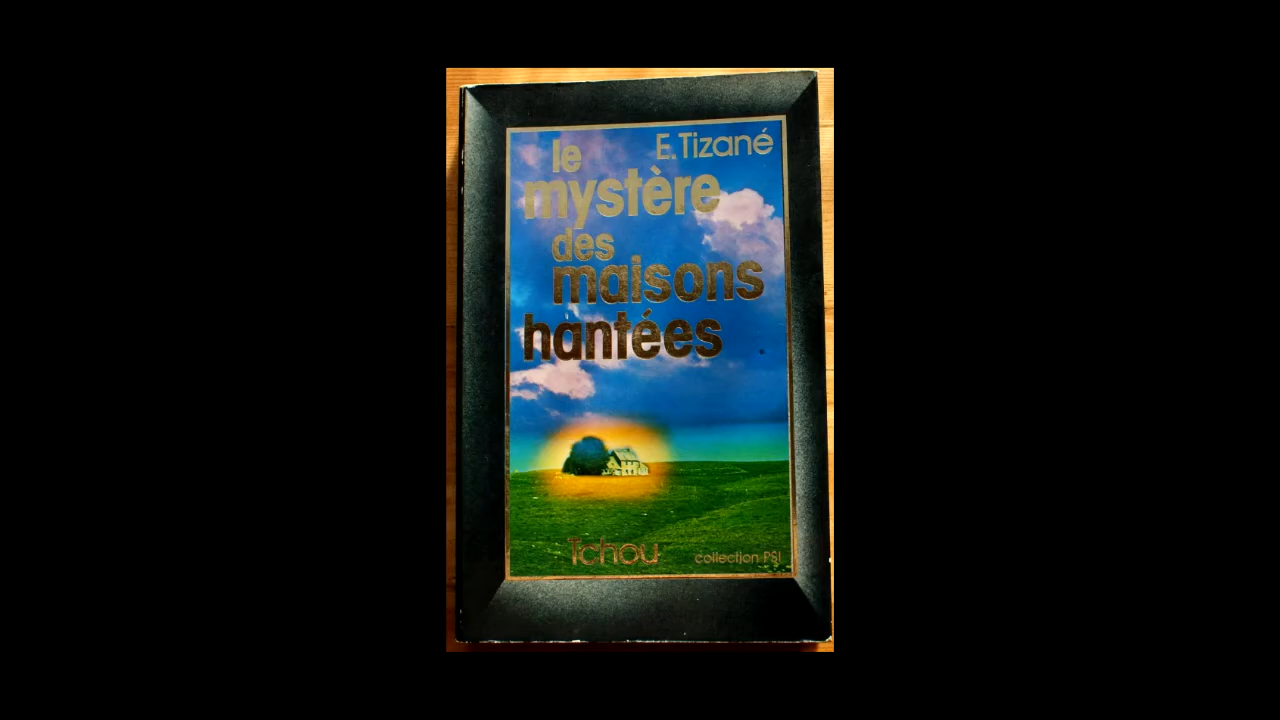 E.Tizané
le
mystère
des
maisons
hantées
Tchou
collection PSI